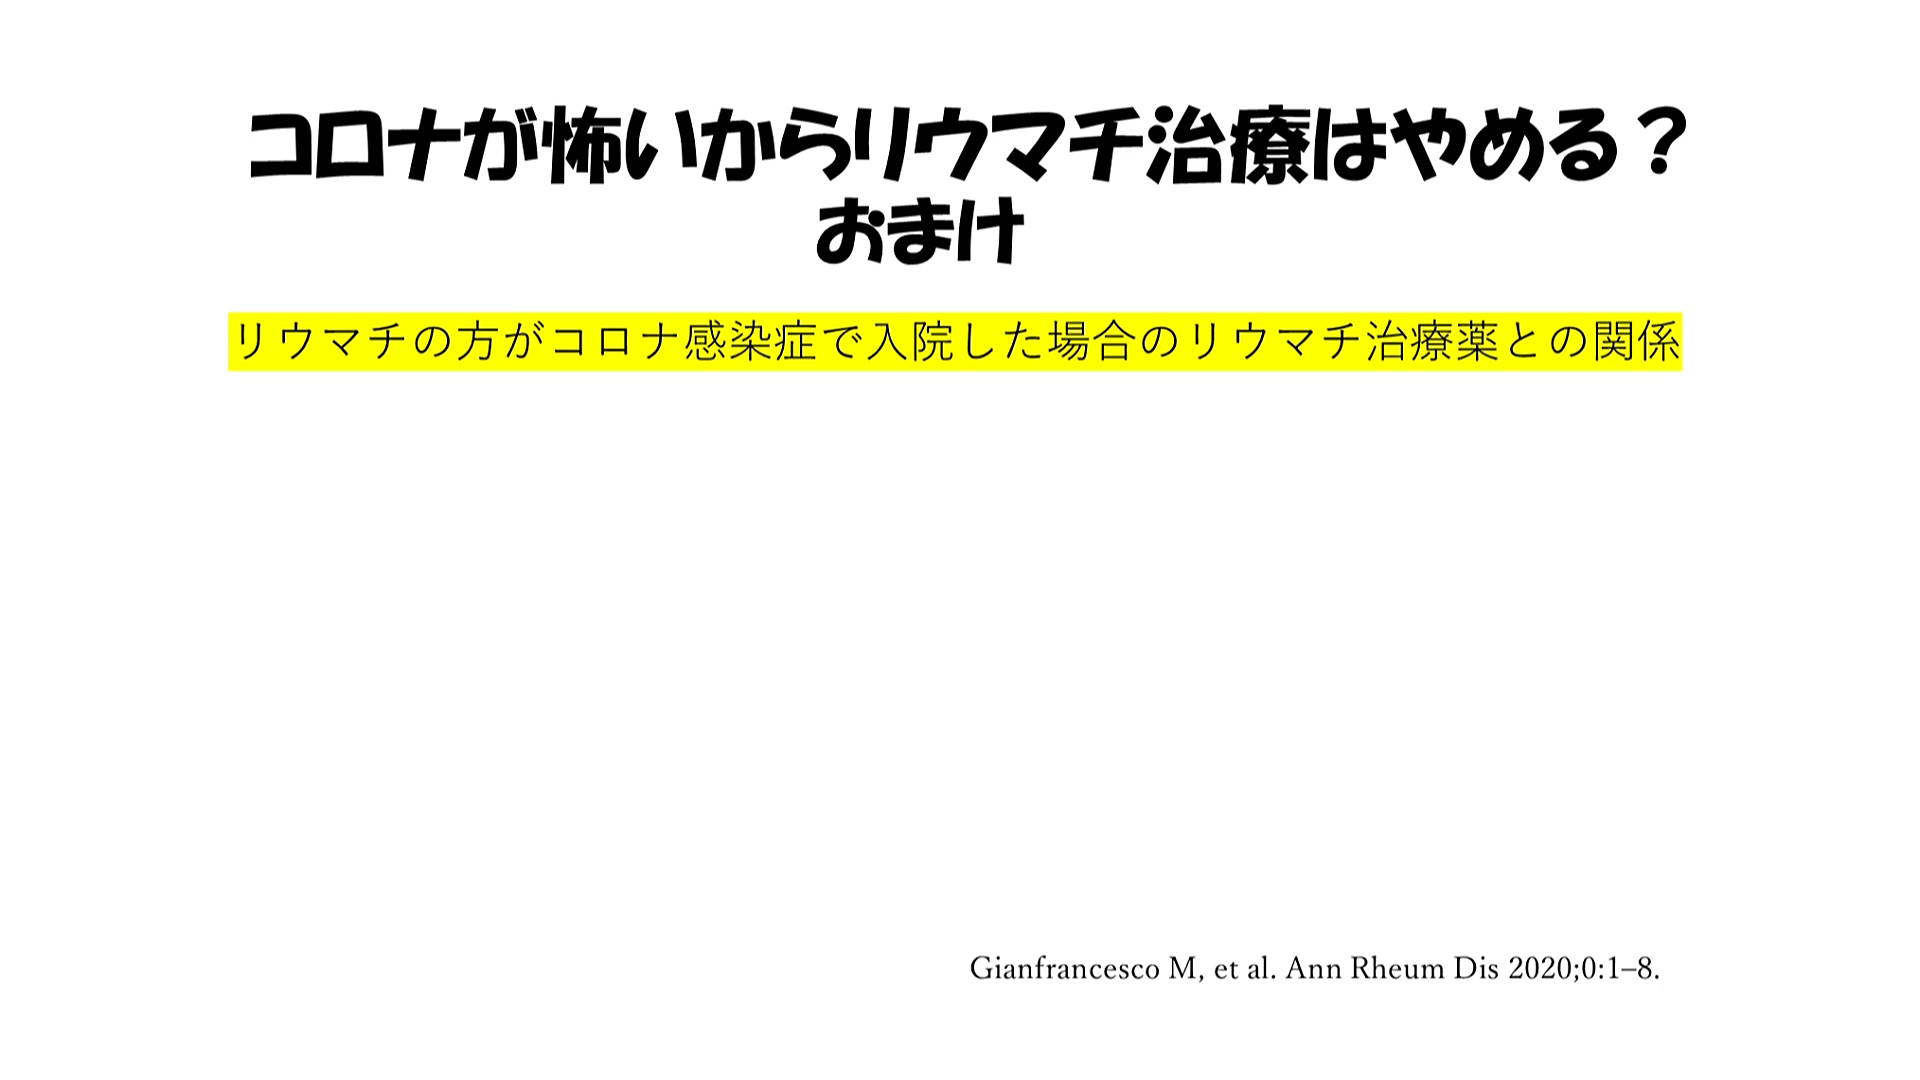 コロナが怖いからリウマチ治療はやめる？
おまけ
リウマチの方がコロナ感染症で入院した場合のリウマチ治療薬との関係
Gianfrancesco M, et al. Ann Rheum Dis 2020;0:1–8.